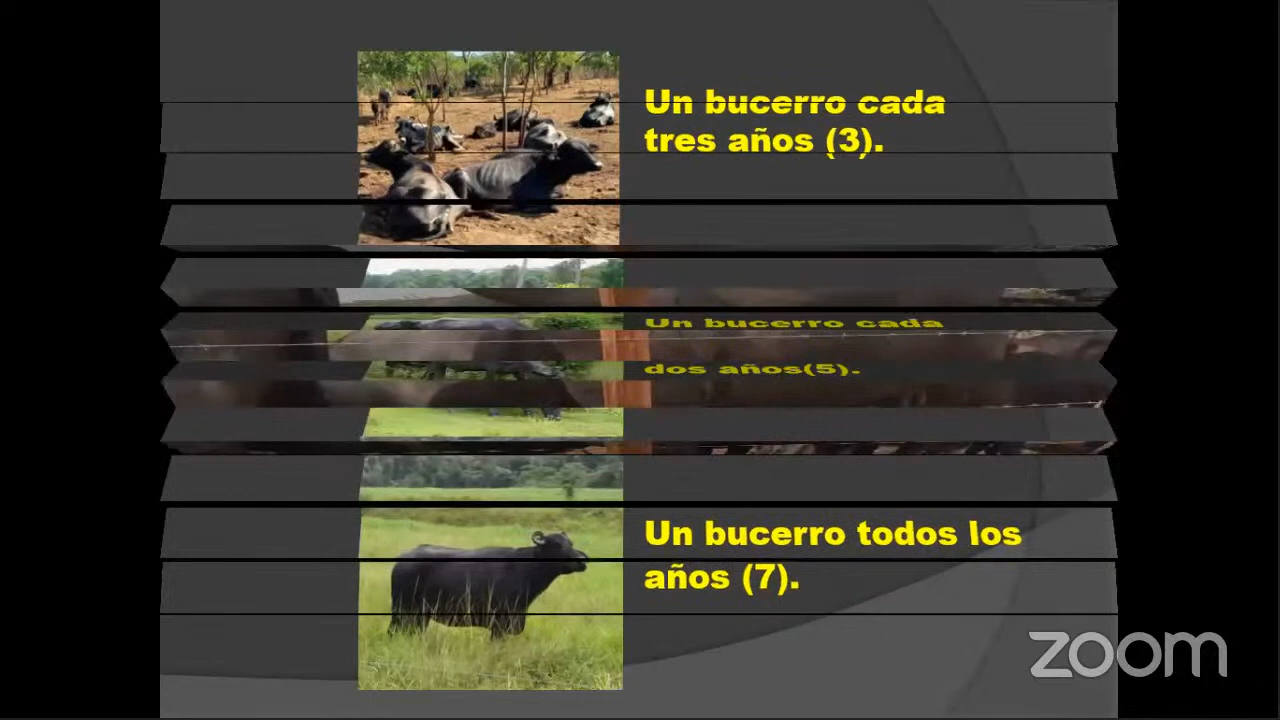 Un bucerro cada
tres años (3).
Un bucerro cada
dos años(5).
Un bucerro todos los
años (7).
zoom